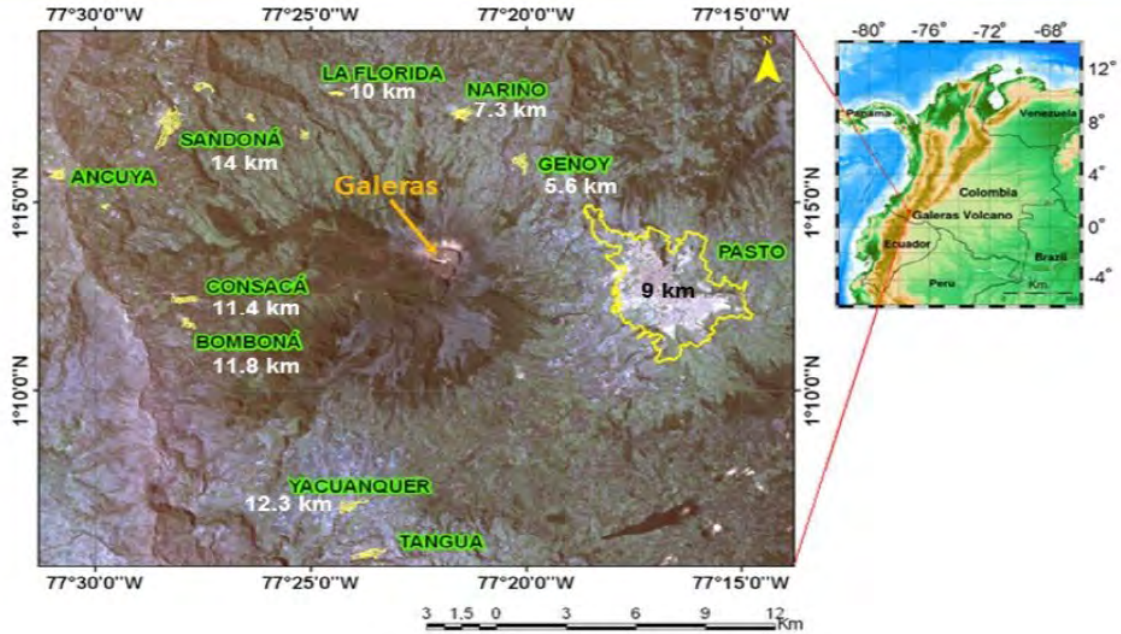 77°30'0"W
77°25'0"W
77°20'0"W
77°15'0"W
-80° -76° -72° -68°
N
LA FLORIDA
10 km
NARIÑO
7.3 km
SANDONÁ
14 km
GENOY
5.6 km
ANCUYA
Galeras
PASTO
9 km
CONSACÁ
11.4 km
BOMBONÁ
11.8 km
YACUANQUER
12.3 km
TANGUA
1°15'0"N
1°10'0"N
1°15'0"N
1°10'0"N
77°30'0"W
77°25'0"W
77°20'0"W
77°15'0"W
3 1.5 0 3 6 9 12
Km
12°
8°
4°
0°
-4°
Panama
Venezuela
Colombia
Galeras Volcano
Ecuador
Brazil
Peru
Km